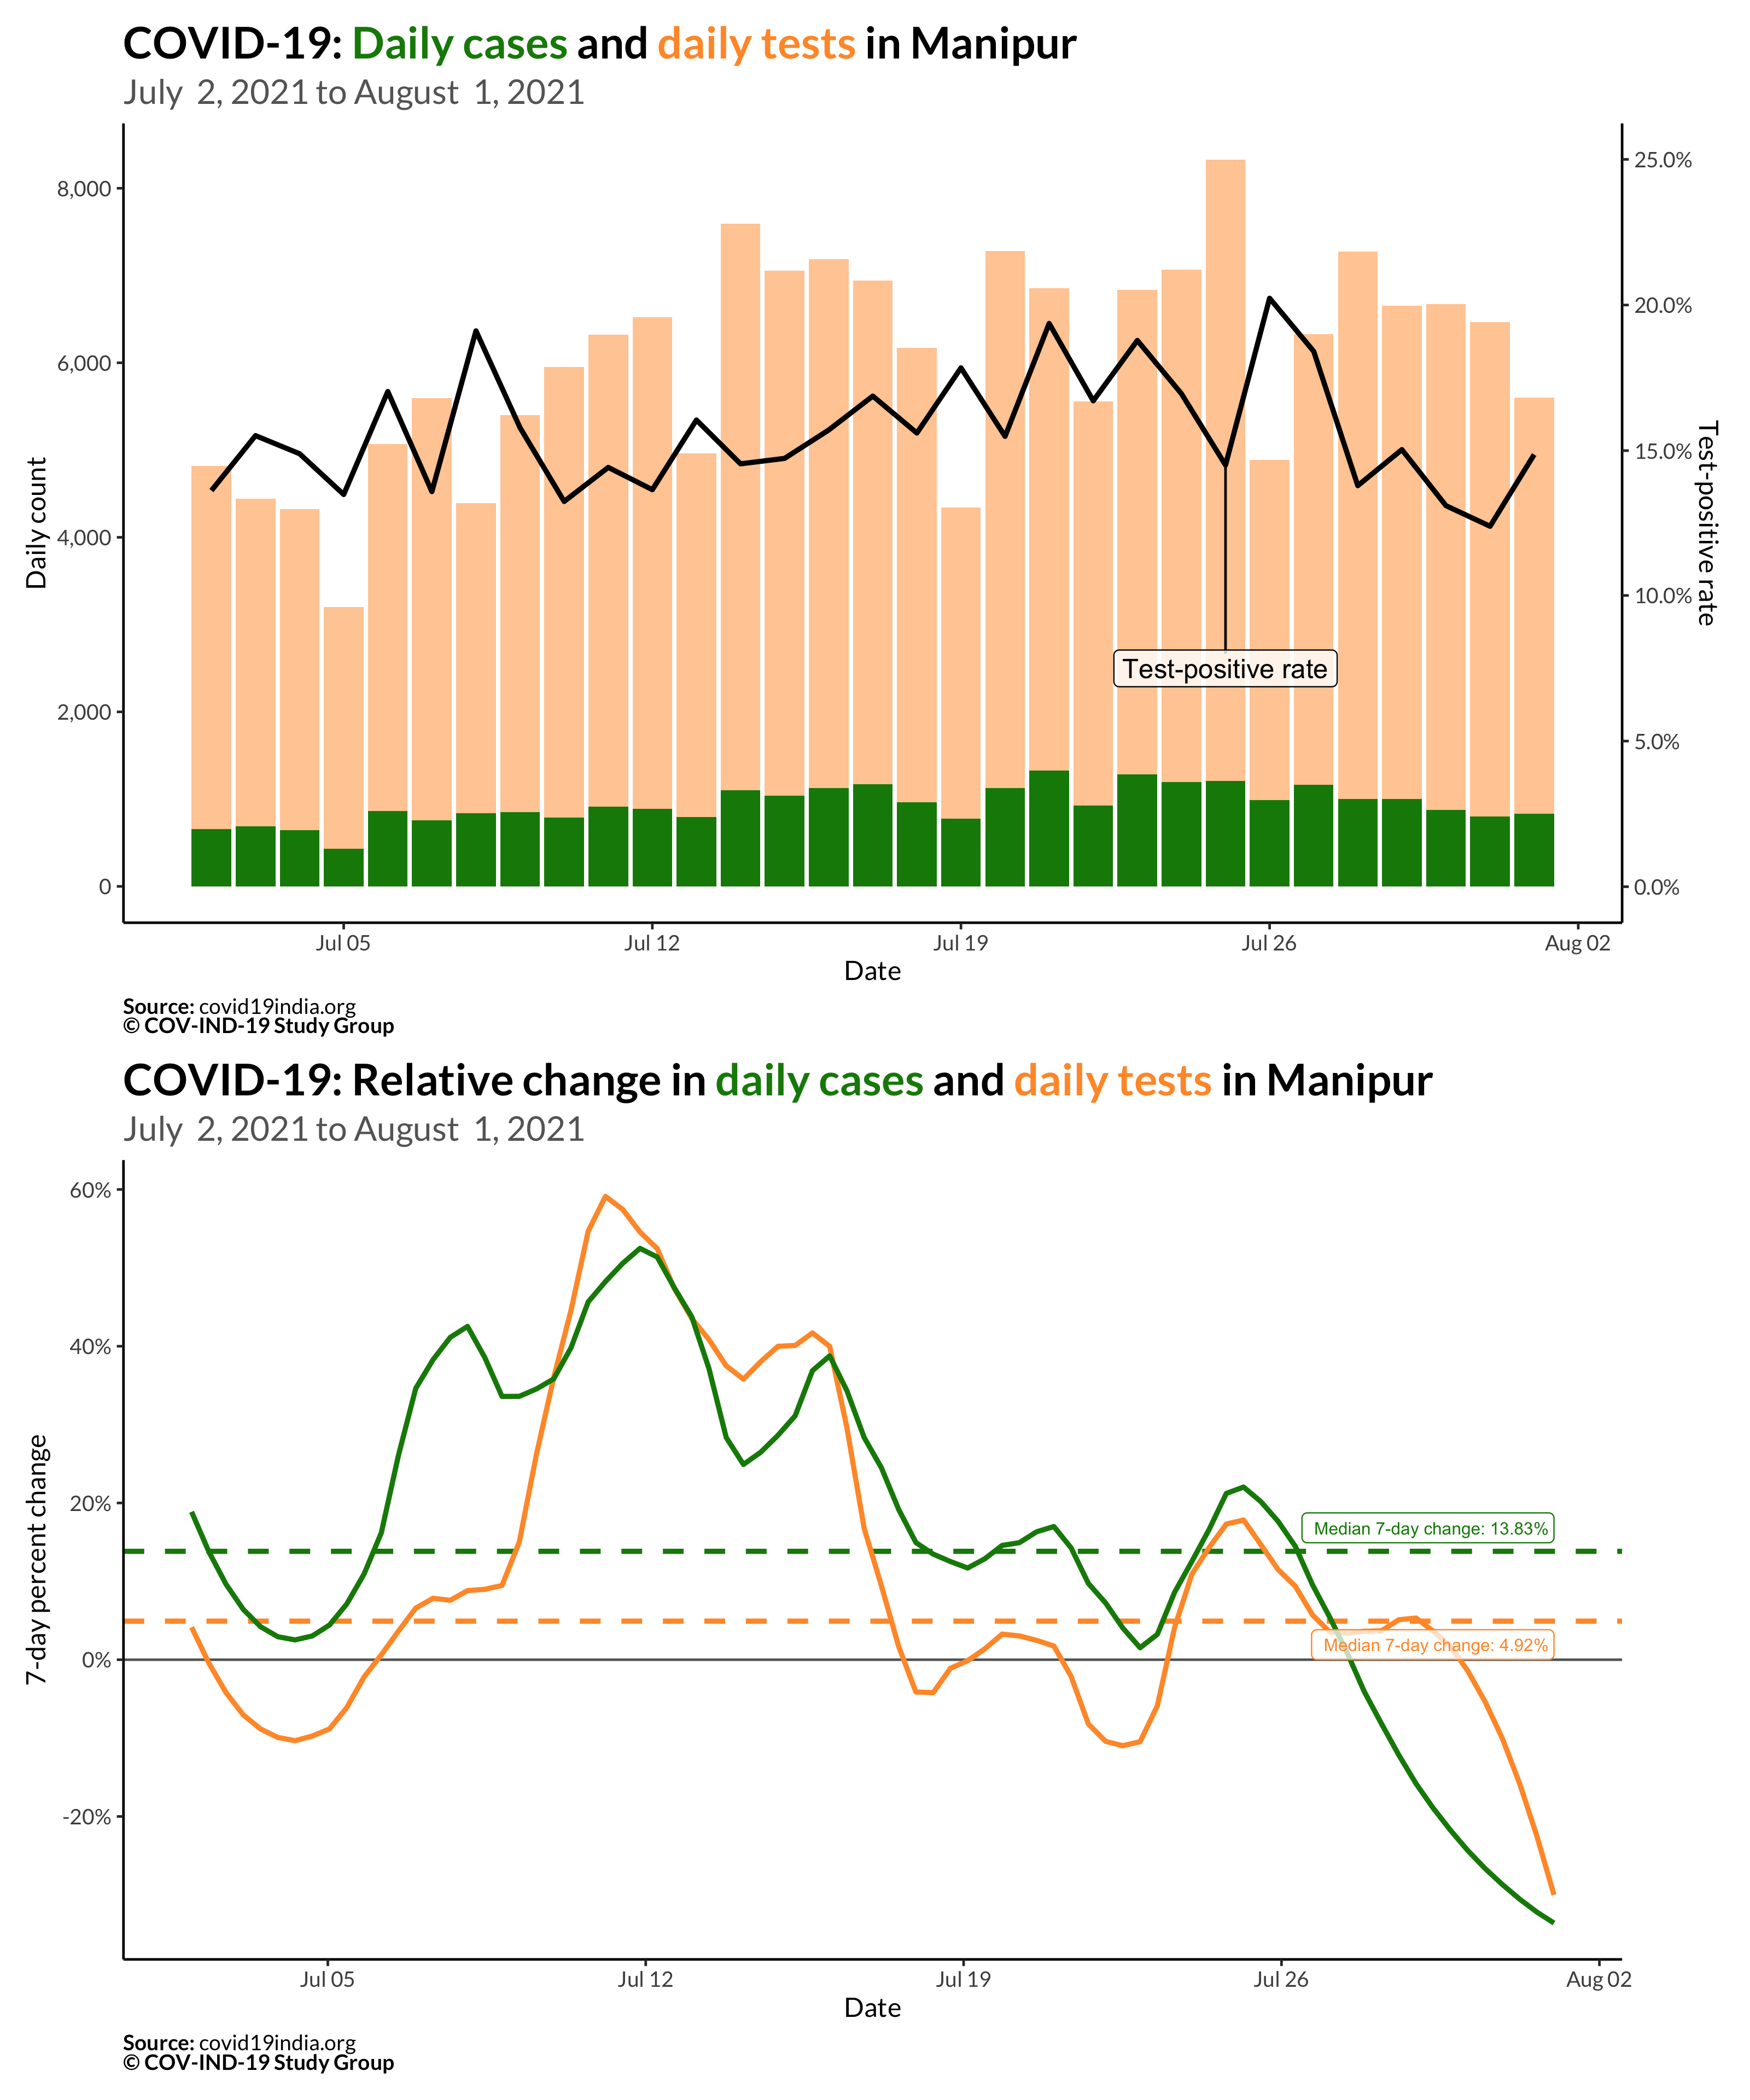 COVID-19: Daily cases and daily tests in Manipur
July 2, 2021 to August 1, 2021
8,000
6,000
4,000
2,000
0
Daily count
25.0%
20.0%
15.0%
10.0%
5.0%
0.0%
Test-positive rate
Test-positive rate
Jul 05
Jul 12
Jul 19
Jul 26
Aug 02
Date
Source: covid19india.org
© COV-IND-19 Study Group
COVID-19: Relative change in daily cases and daily tests in Manipur
July 2, 2021 to August 1, 2021
60%
40%
20%
0%
-20%
7-day percent change
Median 7-day change: 13.83%
Median 7-day change: 4.92%
Jul 05
Jul 12
Jul 19
Jul 26
Aug 02
Date
Source: covid19india.org
© COV-IND-19 Study Group